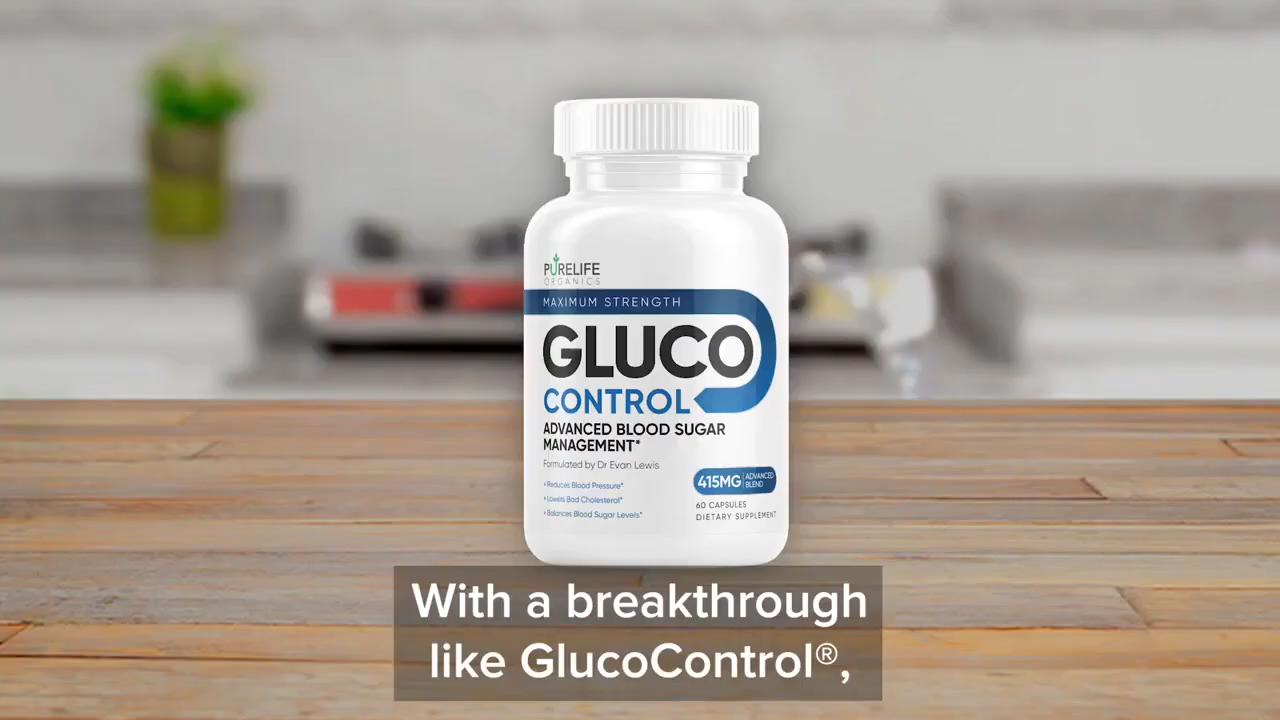 PURELIFE
ORGANICS
MAXIMUM STRENGTH
GLUCO
CONTROL
ADVANCED BLOOD SUGAR
MANAGEMENT*
Formulated by Dr Evan Lewis
• Reduces Blood Pressure*
• Lowers Bad Cholesterol*
• Balances Blood Sugar Levels*
415MG ADVANCED
BLEND
60 CAPSULES
DIETARY SUPPLEMENT
With a breakthrough
like GlucoControl®,